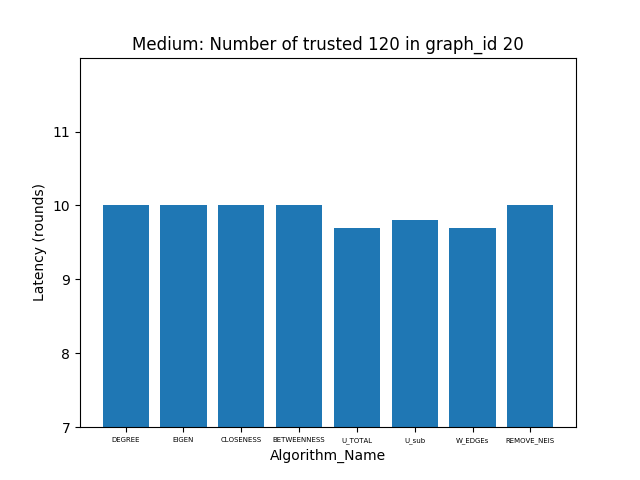 Medium: Number of trusted 120 in graph_id 20
Latency (rounds)
11
10
9
8
7
DEGREE EIGEN CLOSENESS BETWEENNESS U_TOTAL U_sub W_EDGEs REMOVE_NEIS
Algorithm_Name